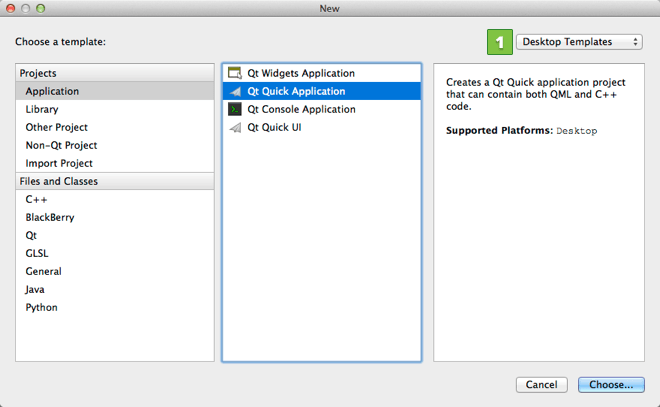 New
Choose a template:
1
Desktop Templates
Projects
Application
Library
Other Project
Non-Qt Project
Import Project
Files and Classes
C++
BlackBerry
Qt
GLSL
General
Java
Python
Qt Widgets Application
Qt Quick Application
Qt Console Application
Qt Quick UI
Creates a Qt Quick application project
that can contain both QML and C++
code.
Supported Platforms: Desktop
Cancel
Choose...